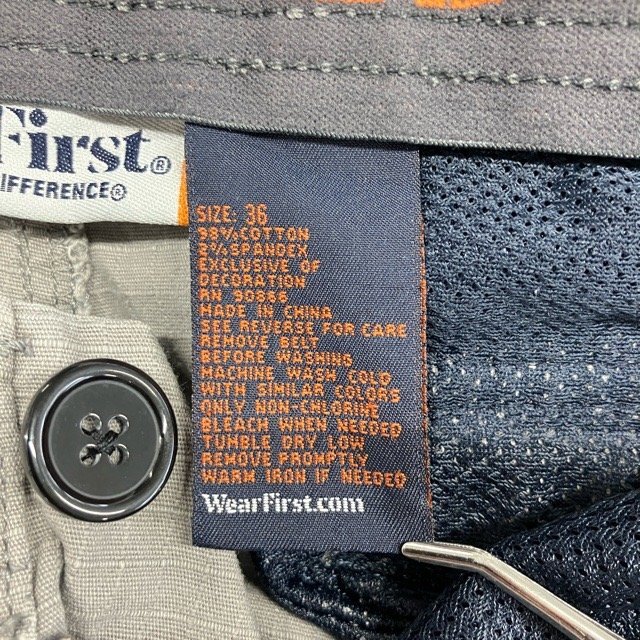 First®
IFFERENCE®
SIZE: 36
98% COTTON
2% SPANDEX
EXCLUSIVE OF
DECORATION
RN 90866
MADE IN CHINA
SEE REVERSE FOR CARE
REMOVE BELT
BEFORE WASHING
MACHINE WASH COLD
WITH SIMILAR COLORS
ONLY NON-CHLORINE
BLEACH WHEN NEEDED
TUMBLE DRY LOW
REMOVE PROMPTLY
WARM IRON IF NEEDED
WearFirst.com